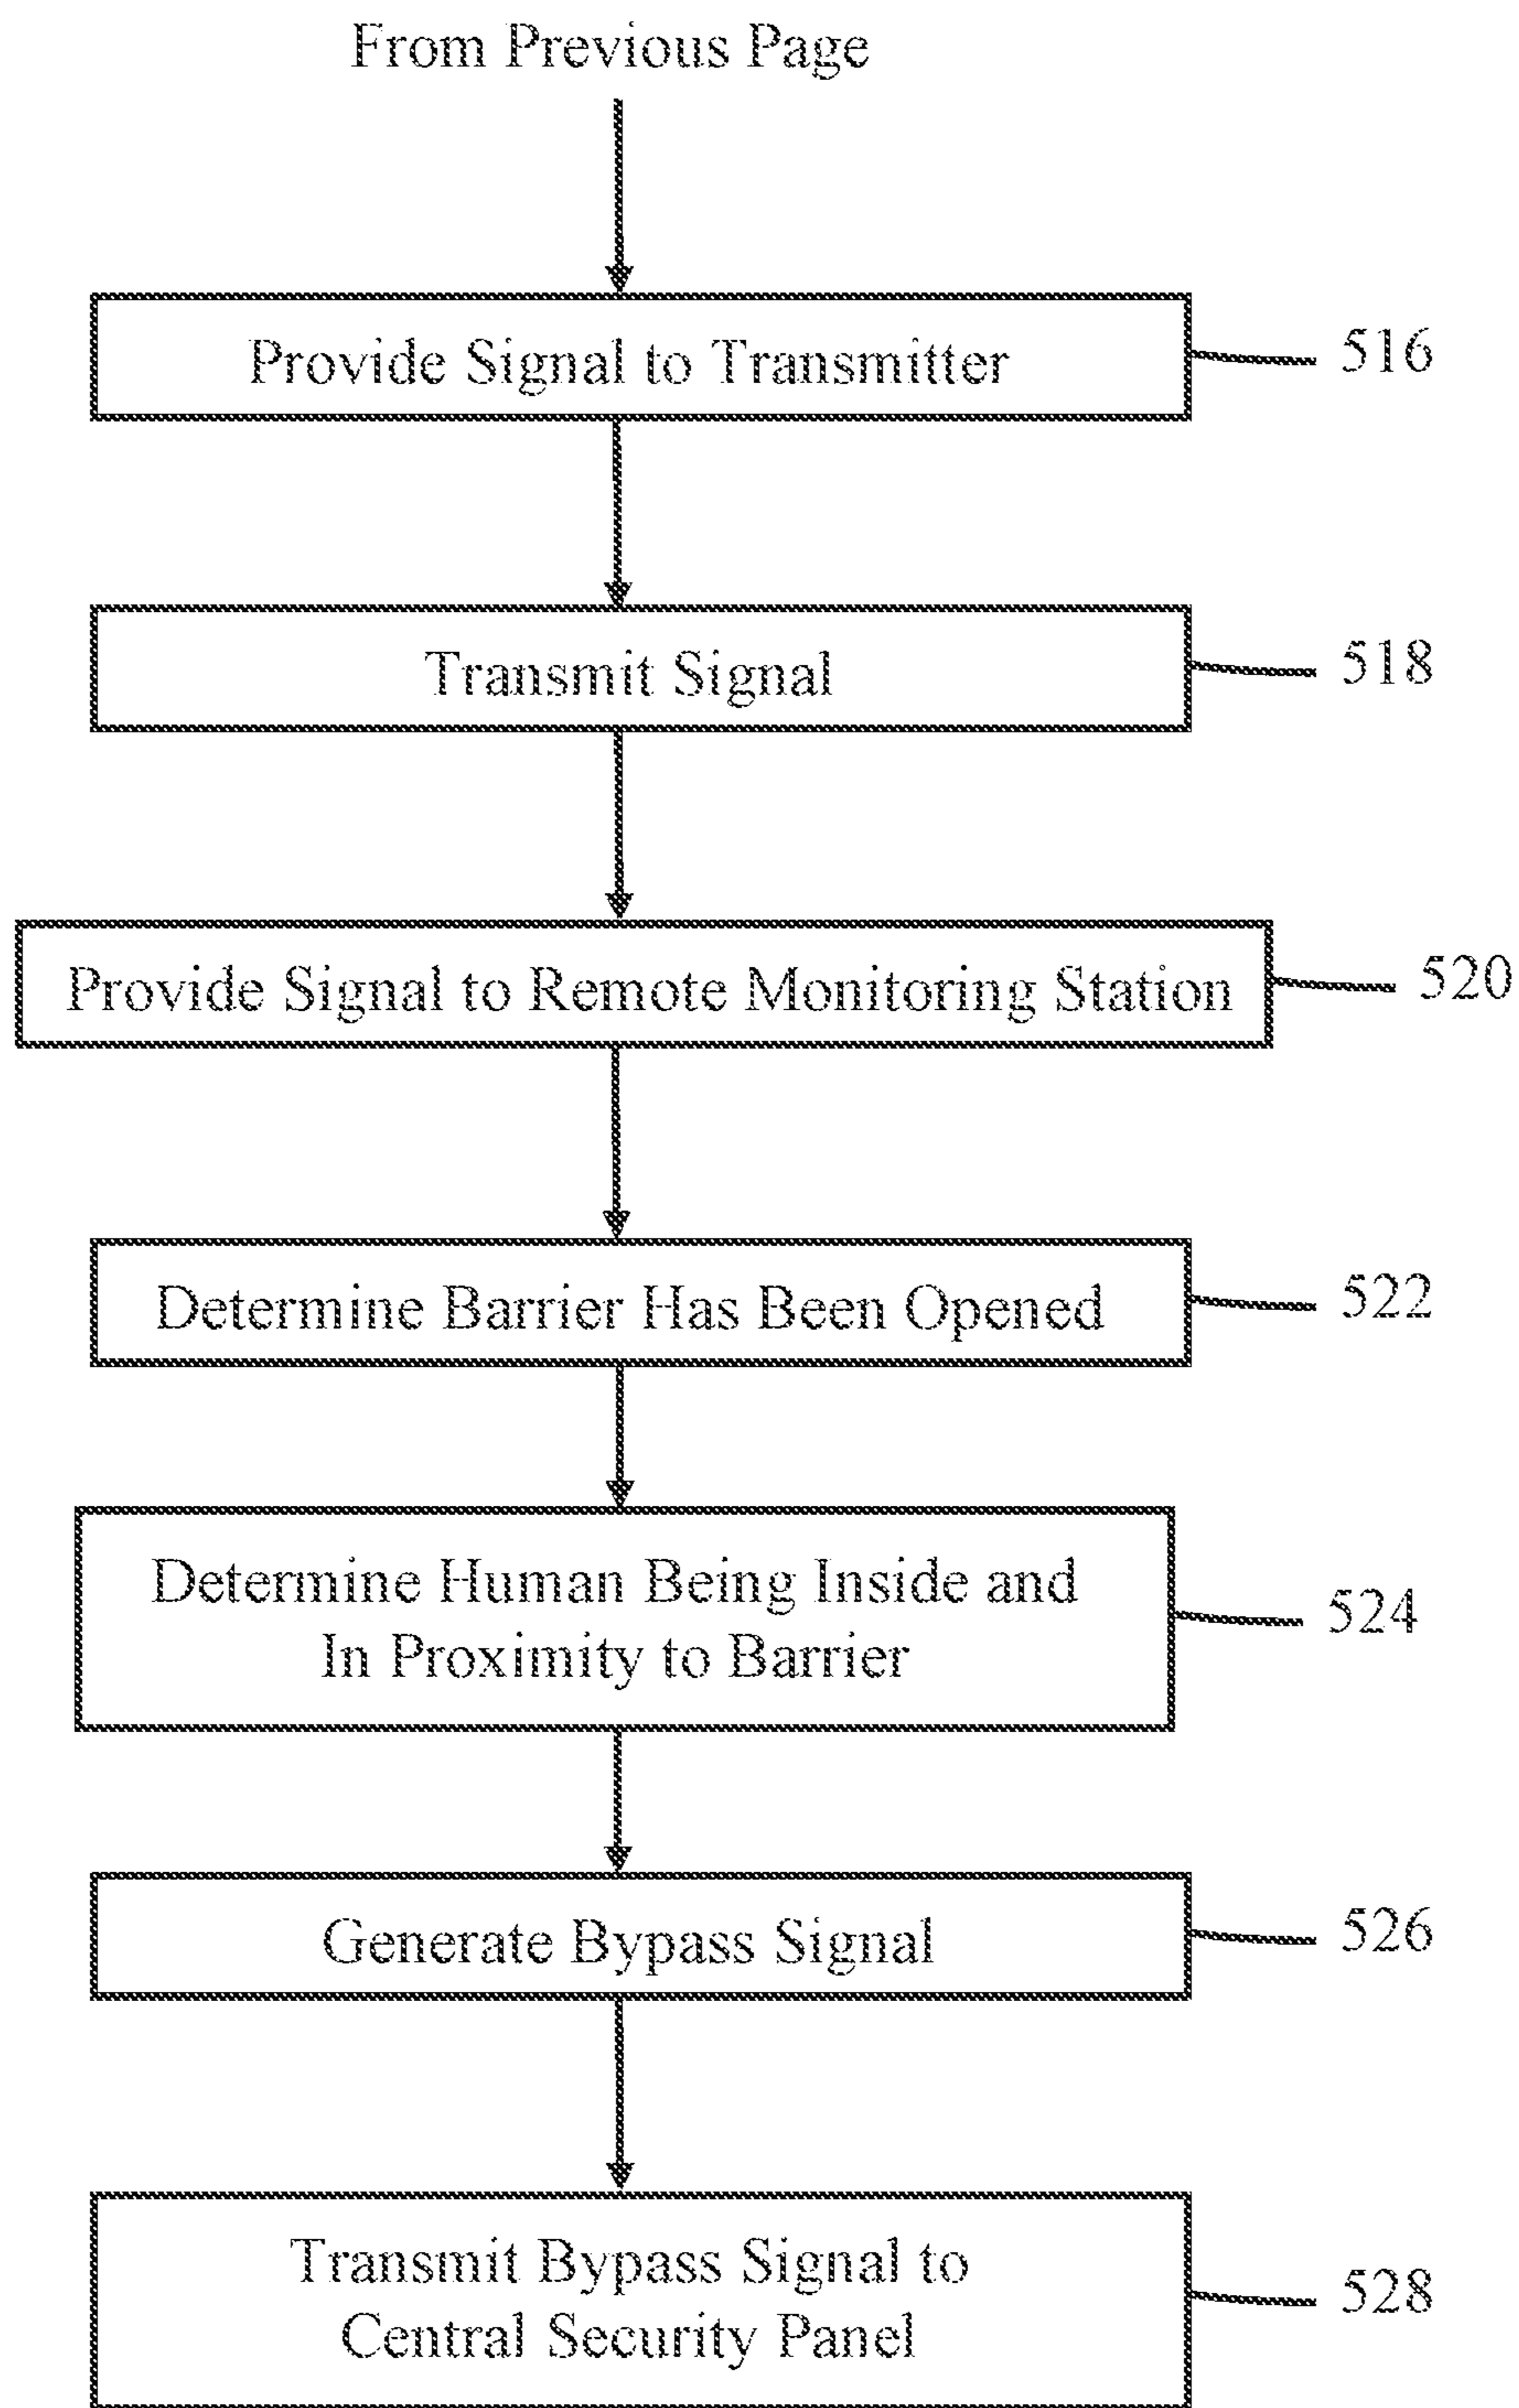 From Previous Page
Provide Signal to Transmitter
516
Transmit Signal
518
Provide Signal to Remote Monitoring Station
520
Determine Barrier Has Been Opened
522
Determine Human Being Inside and
In Proximity to Barrier
524
Generate Bypass Signal
526
Transmit Bypass Signal to
Central Security Panel
528